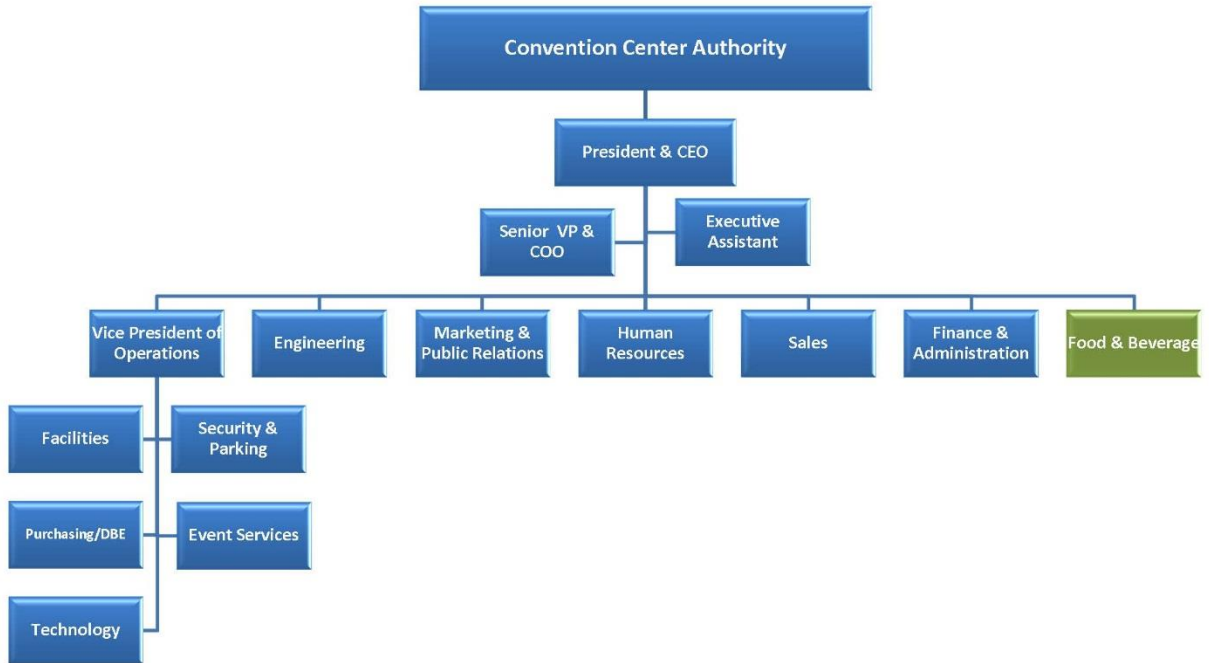 Convention Center Authority
President & CEO
Senior VP &
COO
Executive
Assistant
Vice President of
Operations
Engineering
Marketing &
Public Relations
Human
Resources
Sales
Finance &
Administration
Food & Beverage
Facilities
Security &
Parking
Purchasing/DBE
Event Services
Technology